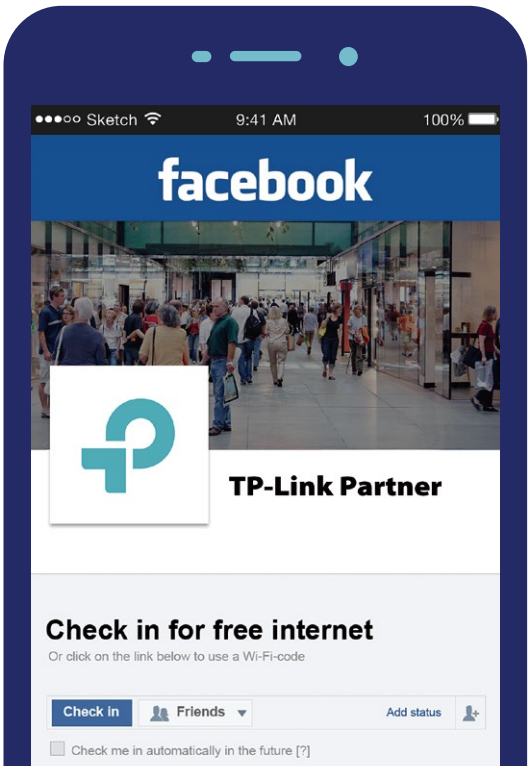 Sketch 9:41 AM 100%
facebook
TP-Link Partner
Check in for free internet
Or click on the link below to use a Wi-Fi-code
Check in Friends Add status
Check me in automatically in the future [?]